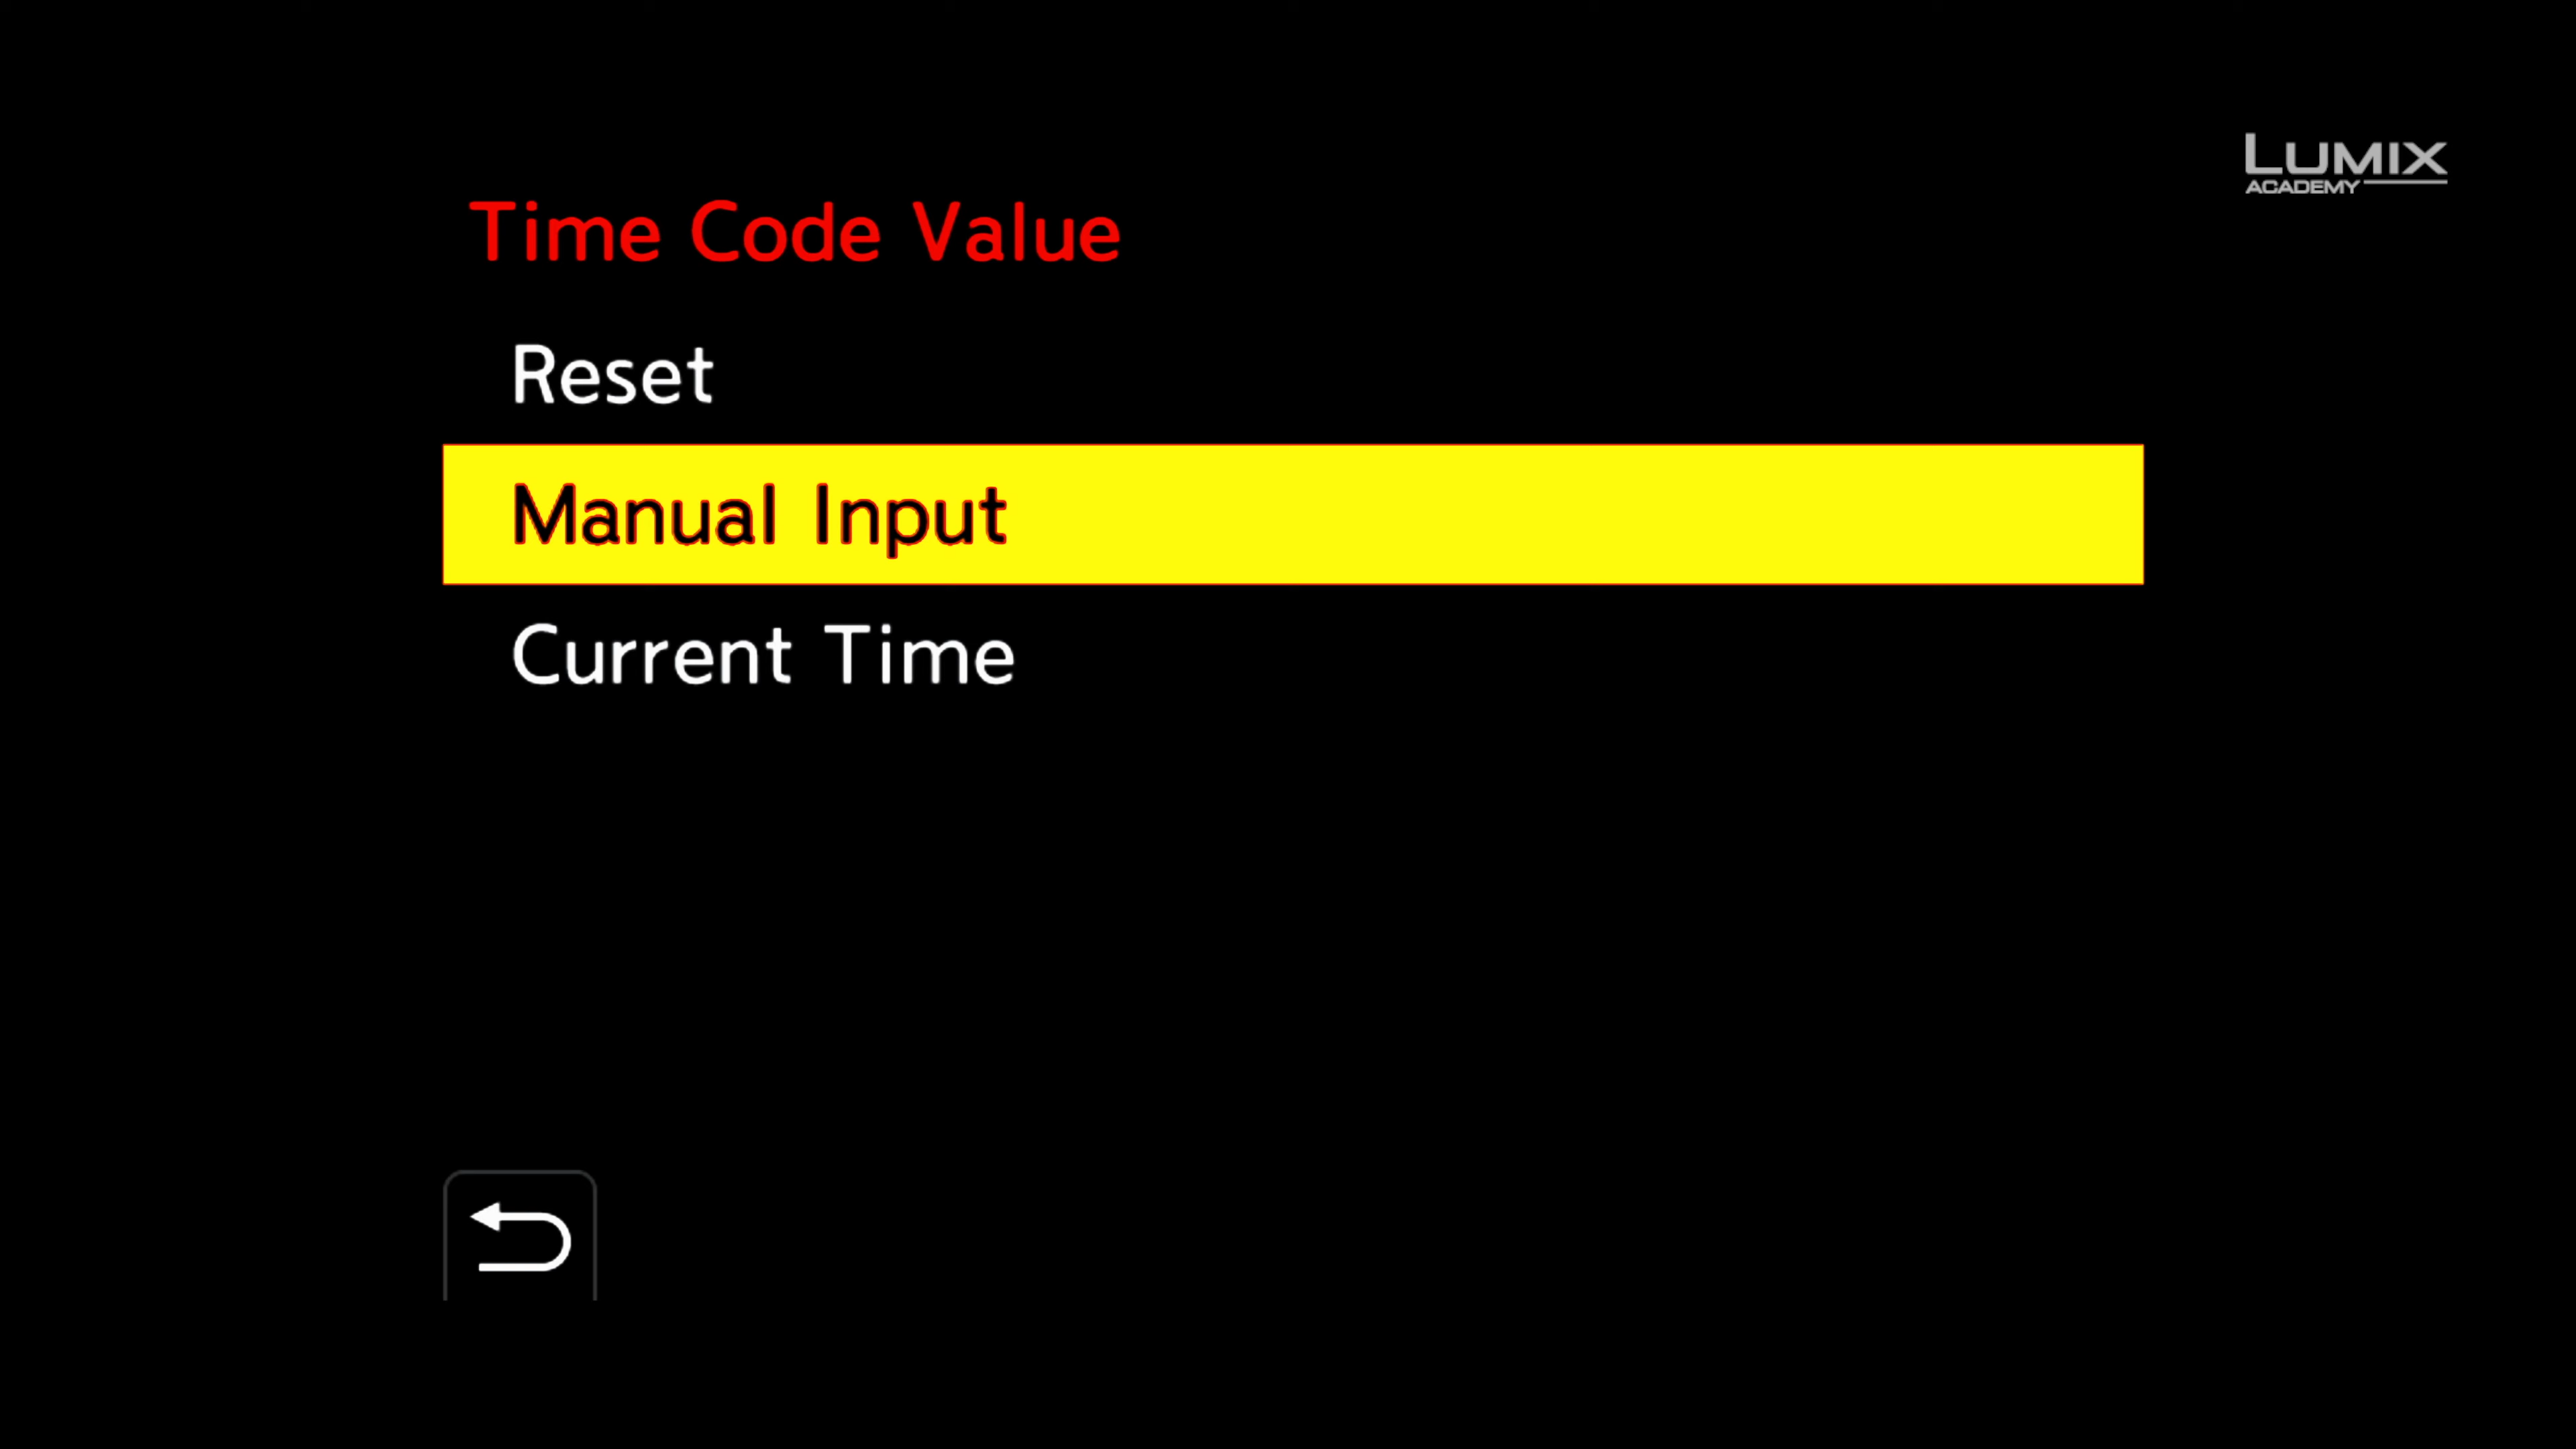 LUMIX
ACADEMY
Time Code Value
Reset
Manual Input
Current Time